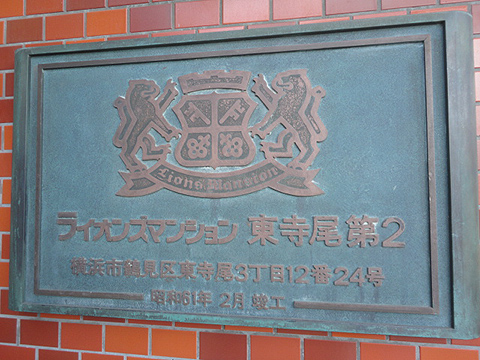 Lions Mansion
ライオンズマンション 東寺尾第2
横浜市鶴見区東寺尾3丁目12番24号
昭和61年 2月 竣工